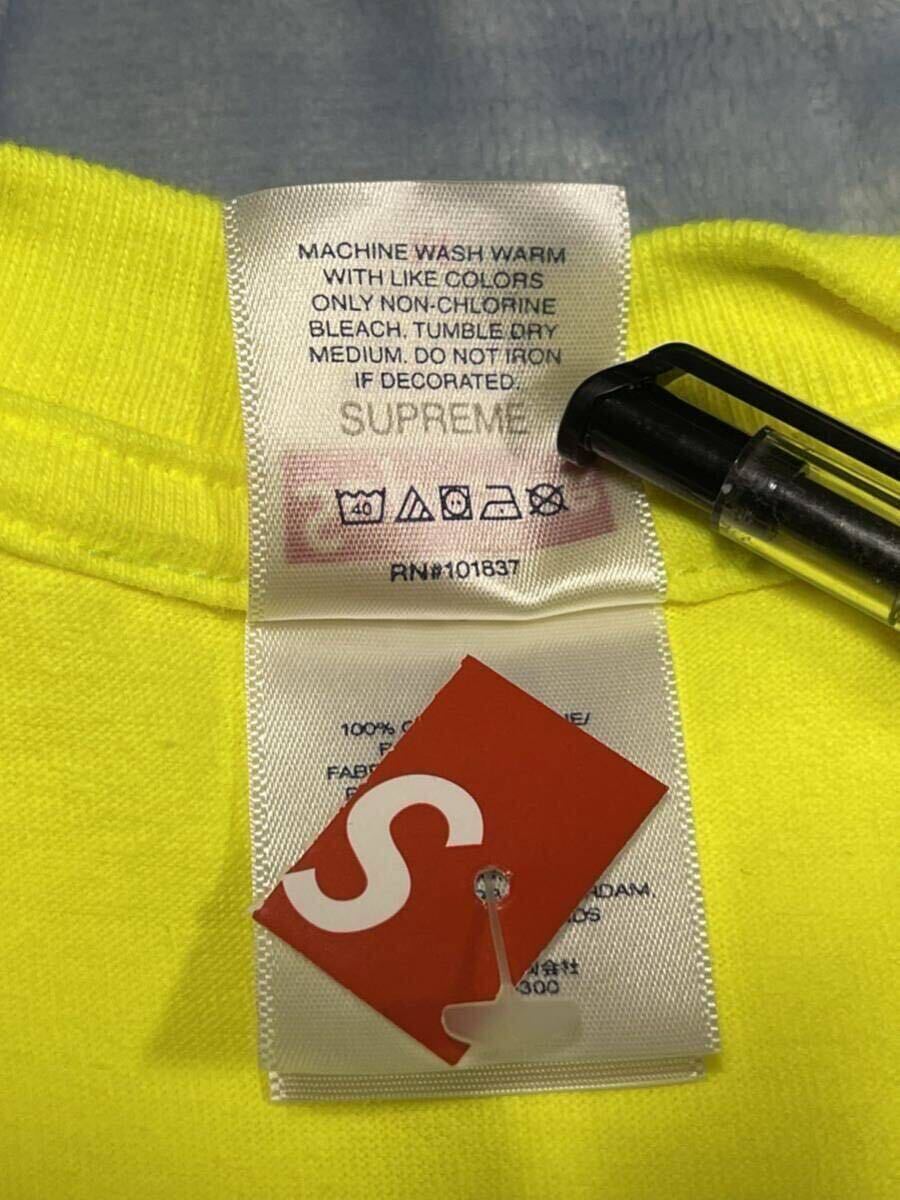 MACHINE WASH WARM
WITH LIKE COLORS
ONLY NON-CHLORINE
BLEACH. TUMBLE DRY
MEDIUM. DO NOT IRON
IF DECORATED.
SUPREME
40
RN#101837
100%
S